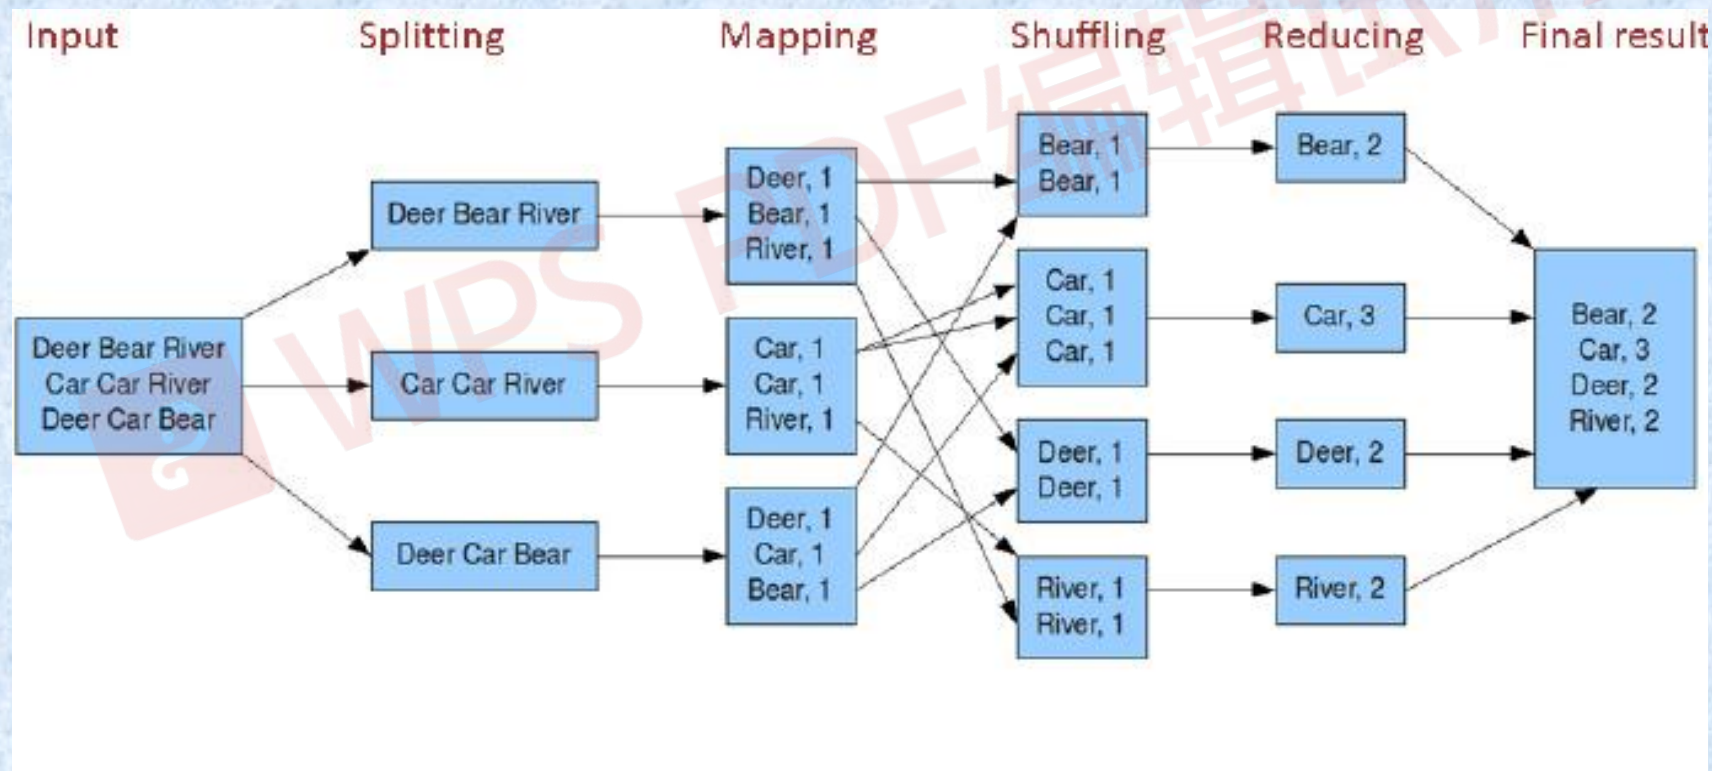 Input
Splitting
Mapping
Shuffling
Reducing
Final result
Deer Bear River
Car Car River
Deer Car Bear
Deer Bear River
Car Car River
Deer Car Bear
Deer, 1
Bear, 1
River, 1
Car, 1
Car, 1
River, 1
Deer, 1
Car, 1
Bear, 1
Bear, 1
Bear, 1
Car, 1
Car, 1
Car, 1
Deer, 1
Deer, 1
River, 1
River, 1
Bear, 2
Car, 3
Deer, 2
River, 2
Bear, 2
Car, 3
Deer, 2
River, 2
WPS PDF编辑试